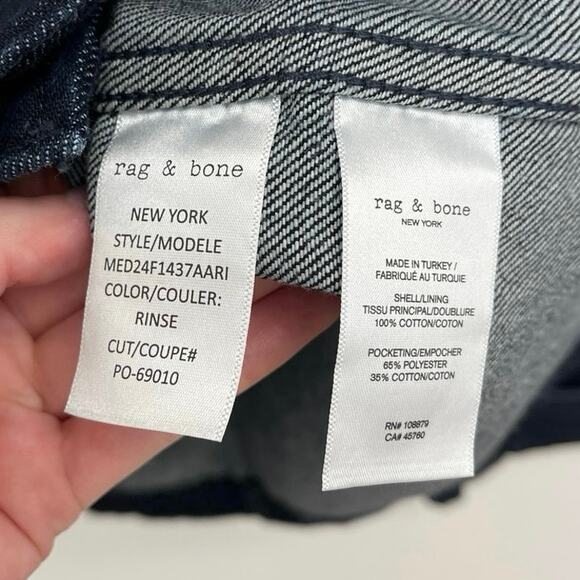 rag & bone
NEW YORK
STYLE/MODELE
MED24F1437AARI
COLOR/COULER:
RINSE
CUT/COUPE#
PO-69010
rag & bone
NEW YORK
MADE IN TURKEY /
FABRIQUÉ AU TURQUIE
SHELL/LINING
TISSU PRINCIPAL/DOUBLURE
100% COTTON/COTON
POCKETING/EMPOCHER
65% POLYESTER
35% COTTON/COTON
RN# 108879
CA# 45760